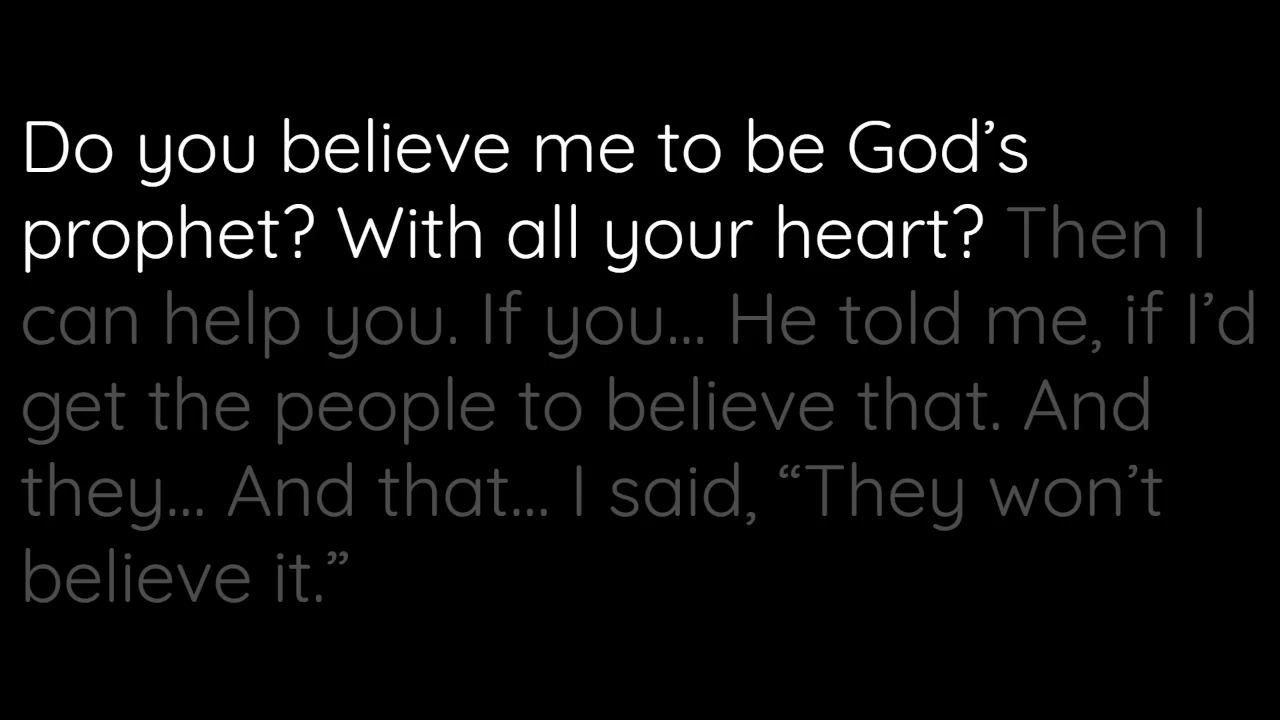 Do you believe me to be God’s
prophet? With all your heart? Then I
can help you. If you... He told me, if I’d
get the people to believe that. And
they... And that... I said, “They won’t
believe it.”